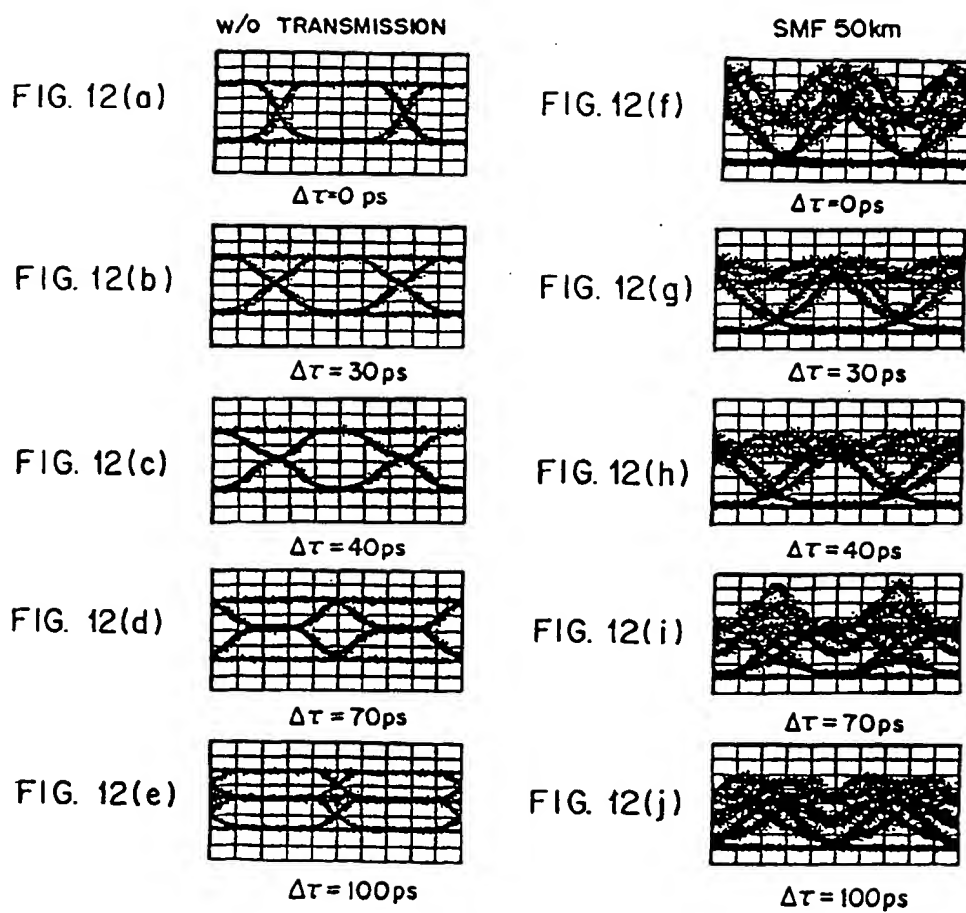 w/o TRANSMISSION
FIG. 12(a)
Δτ=0 ps
FIG. 12(b)
Δτ = 30ps
FIG. 12(c)
Δτ = 40ps
FIG. 12(d)
Δτ = 70ps
FIG. 12(e)
Δτ = 100ps
SMF 50km
FIG. 12(f)
Δτ=0ps
FIG. 12(g)
Δτ = 30ps
FIG. 12(h)
Δτ = 40ps
FIG. 12(i)
Δτ = 70ps
FIG. 12(j)
Δτ = 100ps